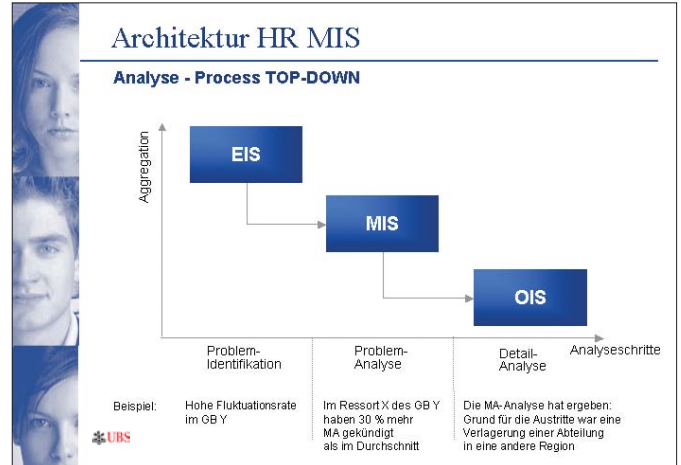 Architektur HR MIS
Analyse - Process TOP-DOWN
Aggregation
EIS
MIS
OIS
Analyseschritte
Problem-
Identifikation
Problem-
Analyse
Detail-
Analyse
Beispiel:
Hohe Fluktuationsrate
im GB Y
Im Ressort X des GB Y
haben 30 % mehr
MA gekündigt
als im Durchschnitt
Die MA-Analyse hat ergeben:
Grund für die Austritte war eine
Verlagerung einer Abteilung
in eine andere Region
UBS